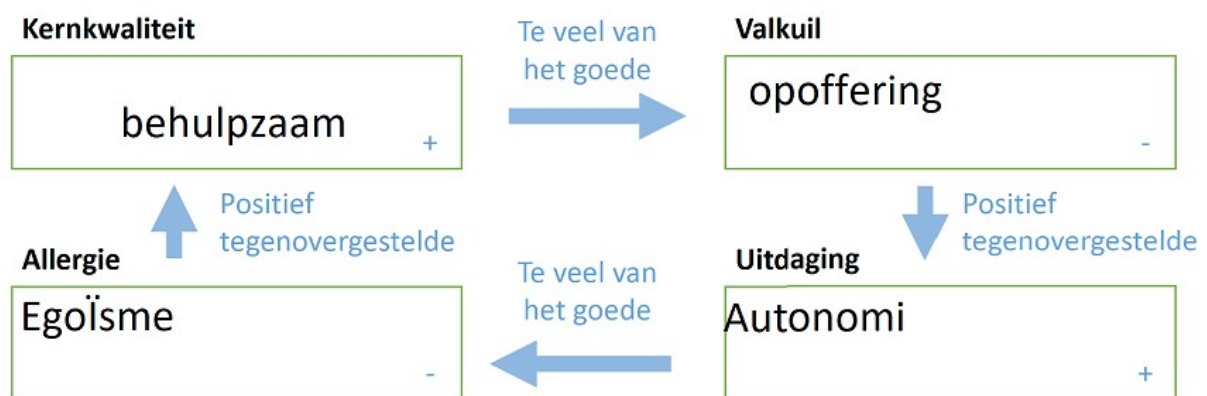 Kernkwaliteit
Te veel van
het goede
Valkuil
behulpzaam
+
opoffering
-
Positief
tegenovergestelde
Positief
tegenovergestelde
Allergie
Te veel van
het goede
Uitdaging
EgoÏsme
-
Autonomi
+